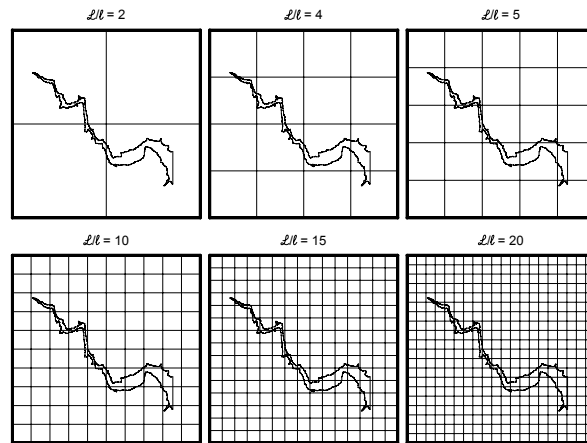 ℒ/ℓ = 2
ℒ/ℓ = 4
ℒ/ℓ = 5
ℒ/ℓ = 10
ℒ/ℓ = 15
ℒ/ℓ = 20